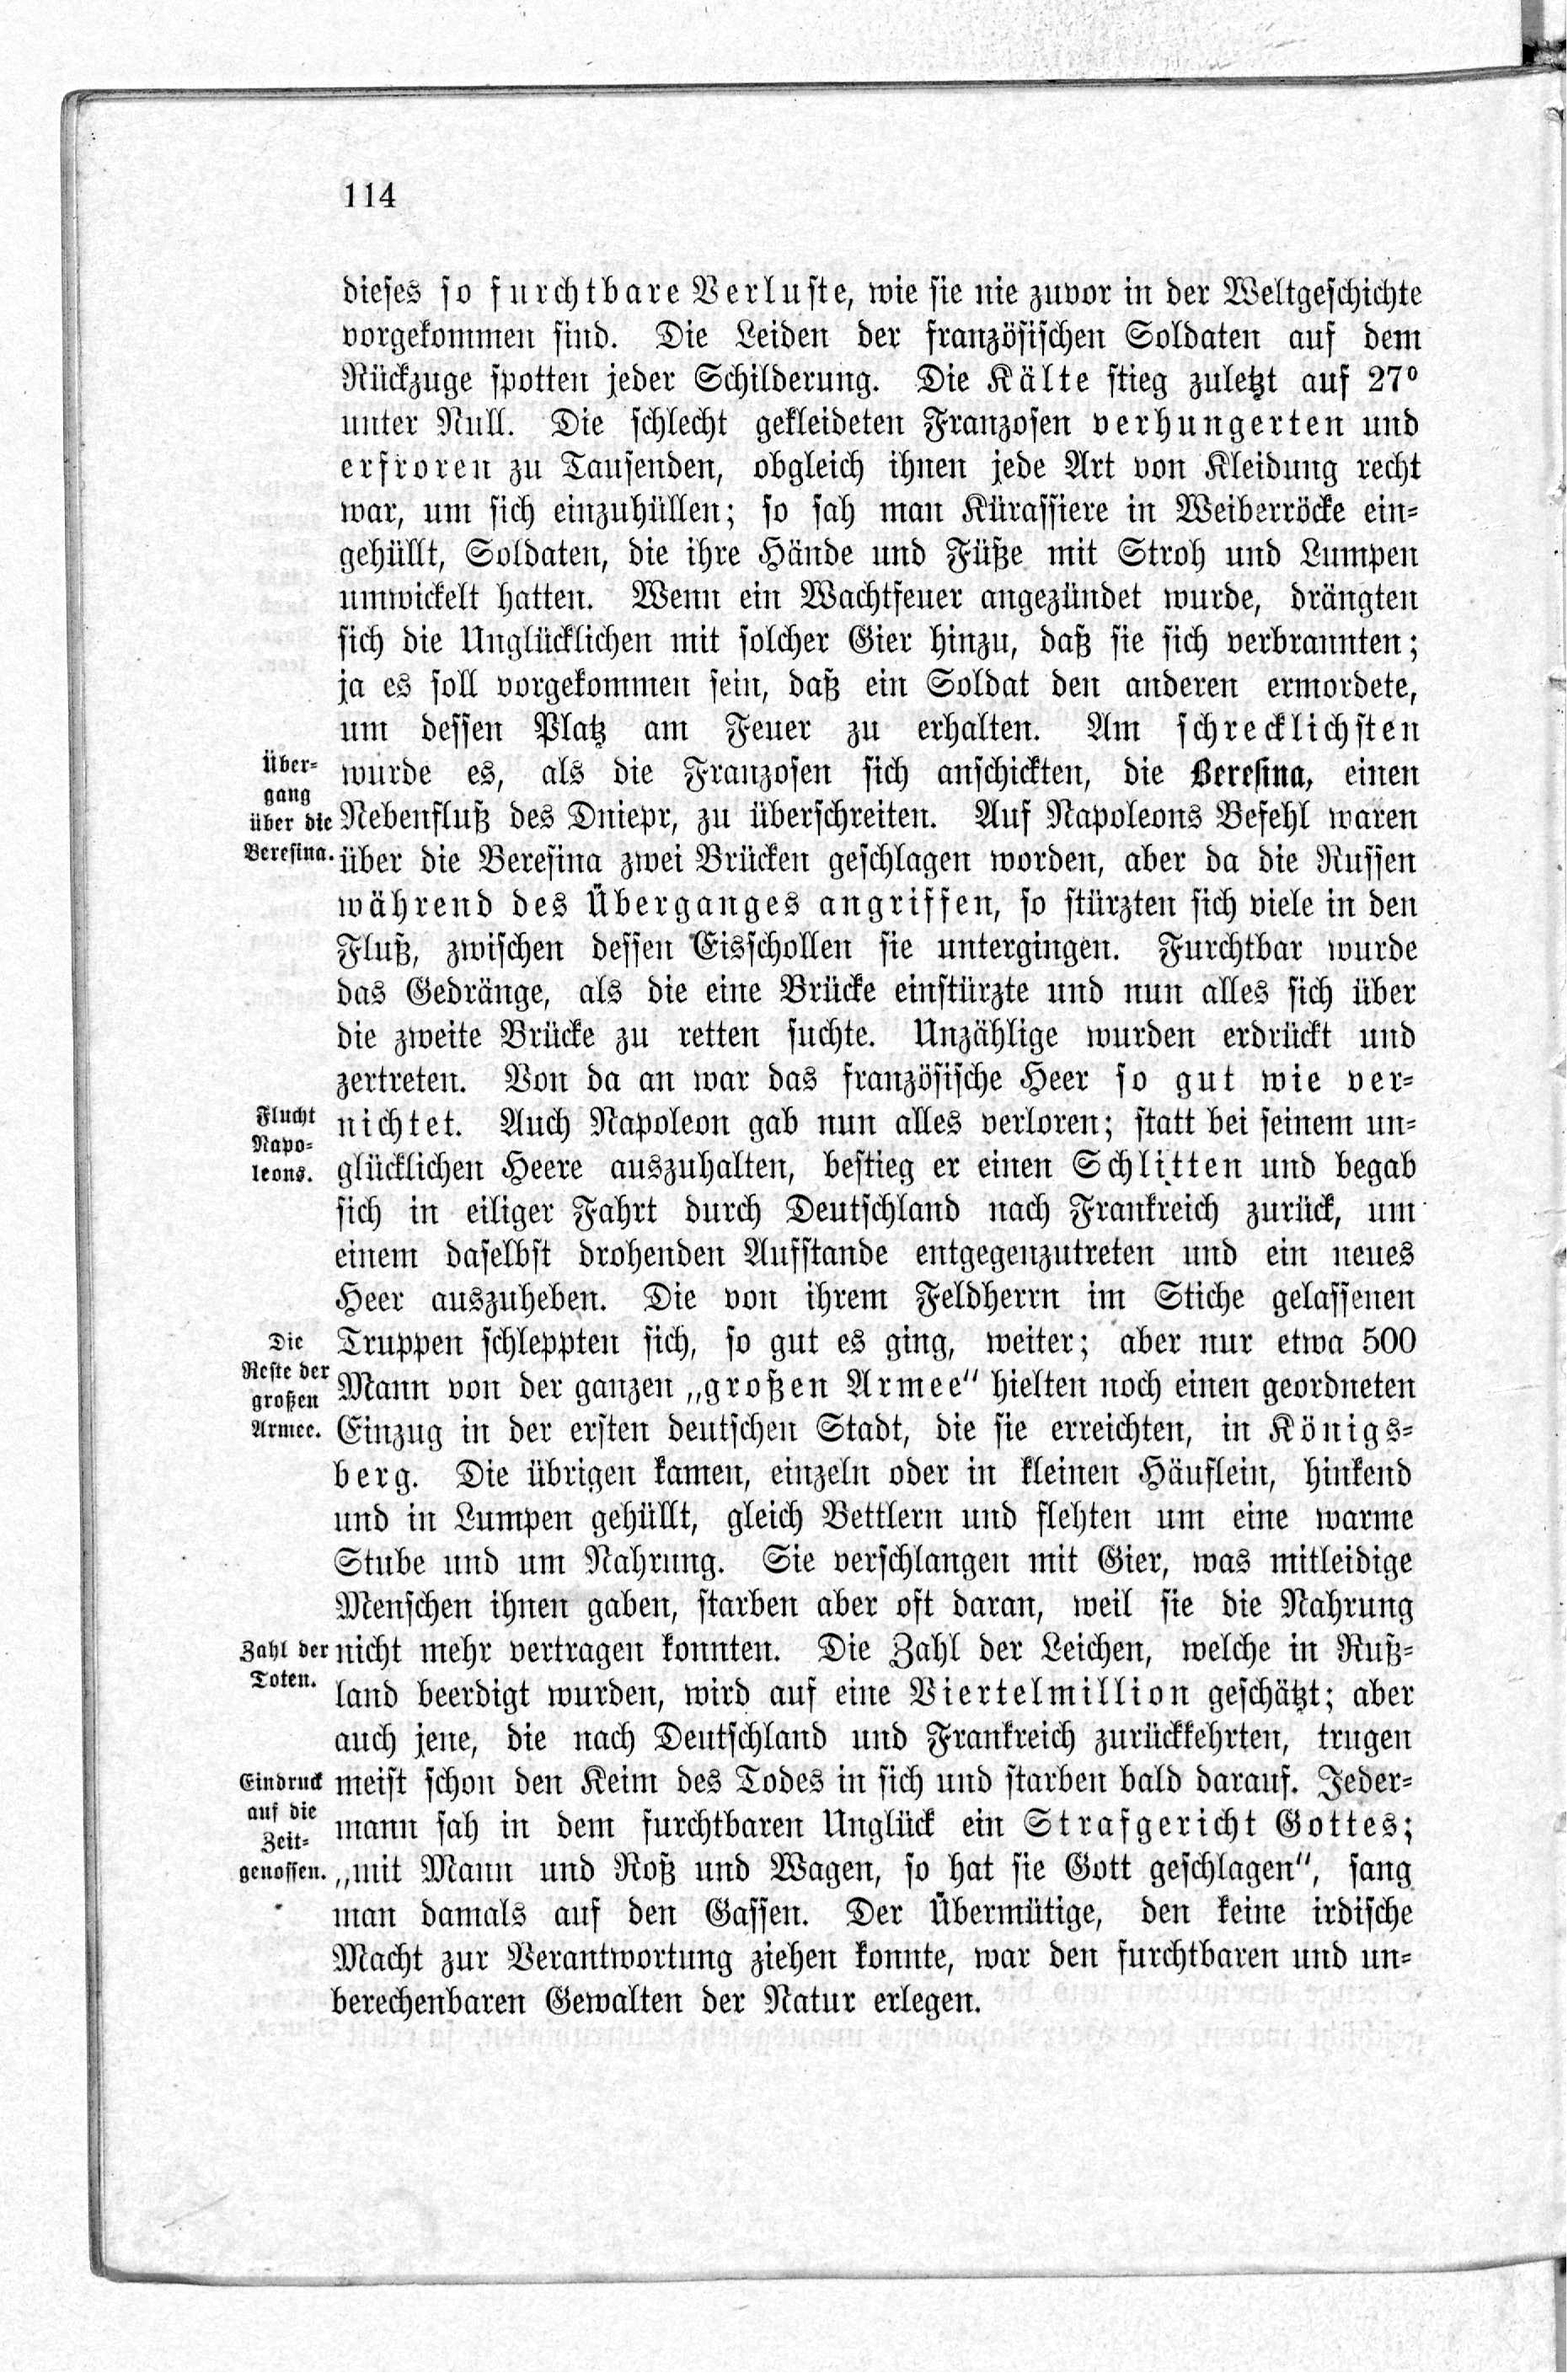 114
dieses so furchtbare Verluste, wie sie nie zuvor in der Weltgeschichte
vorgekommen sind. Die Leiden der französischen Soldaten auf dem
Rückzuge spotten jeder Schilderung. Die Kälte stieg zuletzt auf 27⁰
unter Null. Die schlecht gekleideten Franzosen verhungerten und
erfroren zu Tausenden, obgleich ihnen jede Art von Kleidung recht
war, um sich einzuhüllen; so sah man Kürassiere in Weiberröcke ein-
gehüllt, Soldaten, die ihre Hände und Füße mit Stroh und Lumpen
umwickelt hatten. Wenn ein Wachtfeuer angezündet wurde, drängten
sich die Unglücklichen mit solcher Gier hinzu, daß sie sich verbrannten;
ja es soll vorgekommen sein, daß ein Soldat den anderen ermordete,
um dessen Platz am Feuer zu erhalten. Am schrecklichsten
Über-
gang
über die
Beresina.
wurde es, als die Franzosen sich anschickten, die Beresina, einen
Nebenfluß des Dniepr, zu überschreiten. Auf Napoleons Befehl waren
über die Beresina zwei Brücken geschlagen worden, aber da die Russen
während des Überganges angriffen, so stürzten sich viele in den
Fluß, zwischen dessen Eisschollen sie untergingen. Furchtbar wurde
das Gedränge, als die eine Brücke einstürzte und nun alles sich über
die zweite Brücke zu retten suchte. Unzählige wurden erdrückt und
zertreten. Von da an war das französische Heer so gut wie ver-
Flucht
Napo-
leons.
nichtet. Auch Napoleon gab nun alles verloren; statt bei seinem un-
glücklichen Heere auszuhalten, bestieg er einen Schlitten und begab
sich in eiliger Fahrt durch Deutschland nach Frankreich zurück, um
einem daselbst drohenden Aufstande entgegenzutreten und ein neues
Heer auszuheben. Die von ihrem Feldherrn im Stiche gelassenen
Die
Reste der
großen
Armee.
Truppen schleppten sich, so gut es ging, weiter; aber nur etwa 500
Mann von der ganzen „großen Armee“ hielten noch einen geordneten
Einzug in der ersten deutschen Stadt, die sie erreichten, in Königs-
berg. Die übrigen kamen, einzeln oder in kleinen Häuflein, hinkend
und in Lumpen gehüllt, gleich Bettlern und flehten um eine warme
Stube und um Nahrung. Sie verschlangen mit Gier, was mitleidige
Menschen ihnen gaben, starben aber oft daran, weil sie die Nahrung
Zahl der
Toten.
nicht mehr vertragen konnten. Die Zahl der Leichen, welche in Ruß-
land beerdigt wurden, wird auf eine Viertelmillion geschätzt; aber
auch jene, die nach Deutschland und Frankreich zurückkehrten, trugen
Eindruck
auf die
Zeit-
genossen.
meist schon den Keim des Todes in sich und starben bald darauf. Jeder-
mann sah in dem furchtbaren Unglück ein Strafgericht Gottes;
„mit Mann und Roß und Wagen, so hat sie Gott geschlagen“, sang
man damals auf den Gassen. Der Übermütige, den keine irdische
Macht zur Verantwortung ziehen konnte, war den furchtbaren und un-
berechenbaren Gewalten der Natur erlegen.